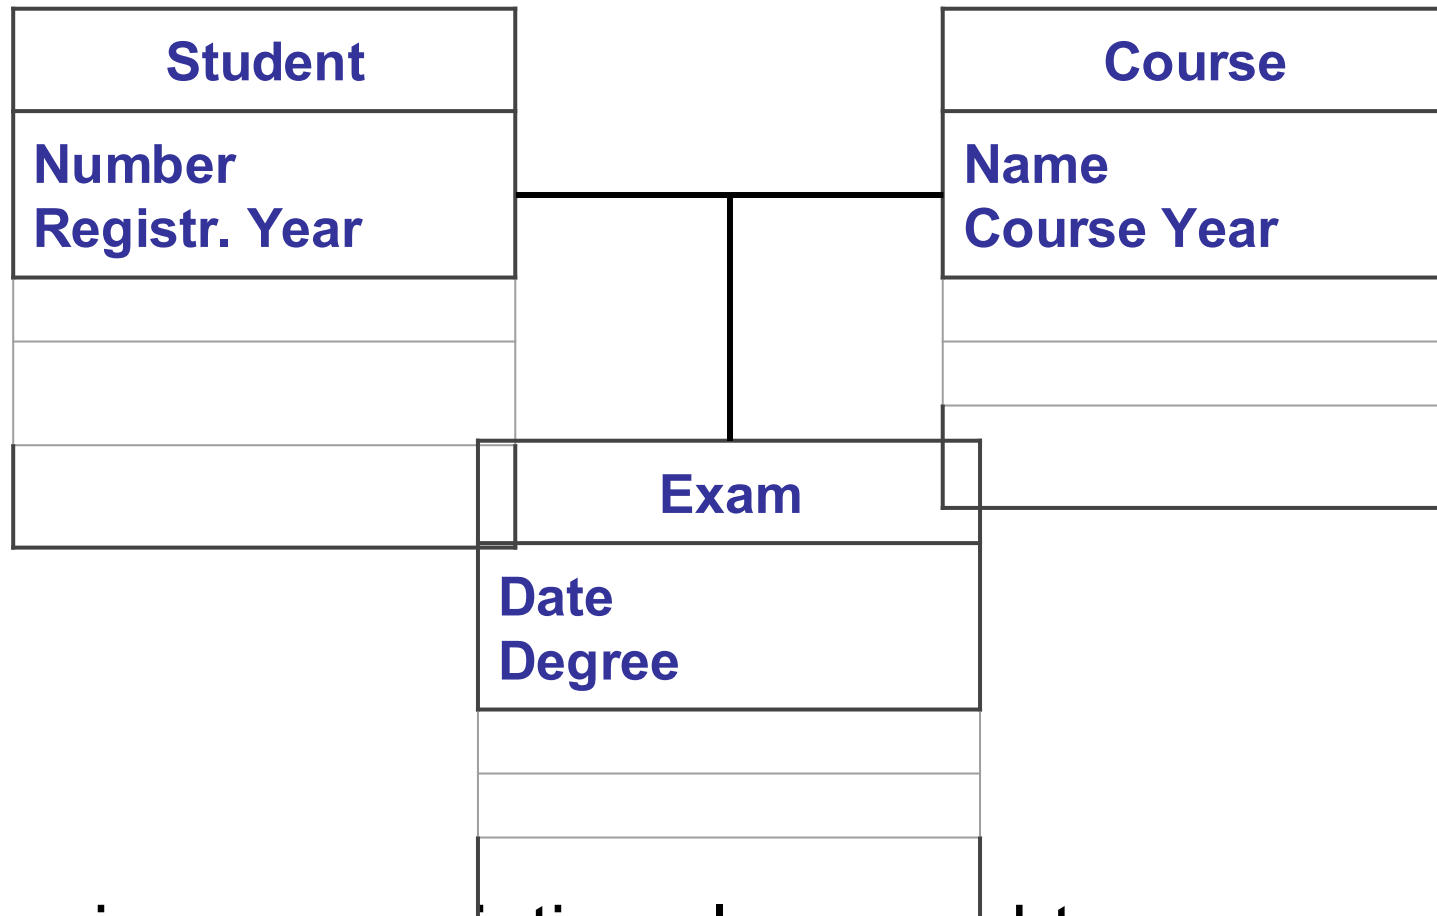 Student
Course
Number
Registr. Year
Name
Course Year
Exam
Date
Degree